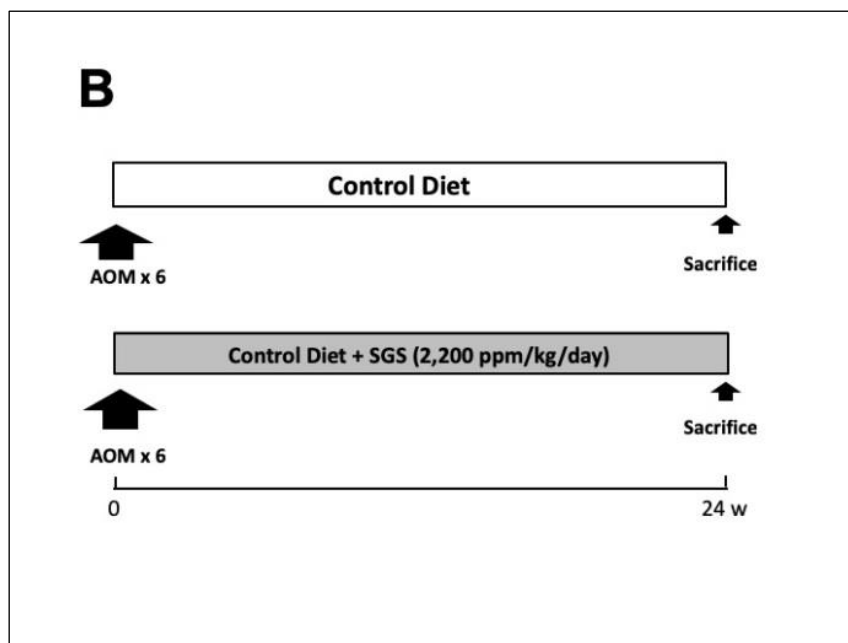 B
Control Diet
AOM x 6
Sacrifice
Control Diet + SGS (2,200 ppm/kg/day)
AOM x 6
Sacrifice
0
24 w